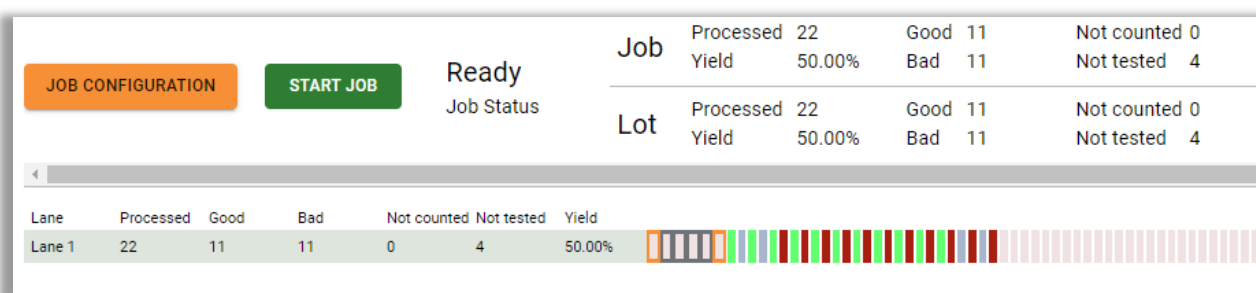 JOB CONFIGURATION
START JOB
Ready
Job Status
Job
Processed 22 Good 11 Not counted 0
Yield 50.00% Bad 11 Not tested 4
Lot
Processed 22 Good 11 Not counted 0
Yield 50.00% Bad 11 Not tested 4
Lane Processed Good Bad Not counted Not tested Yield
Lane 1 22 11 11 0 4 50.00%